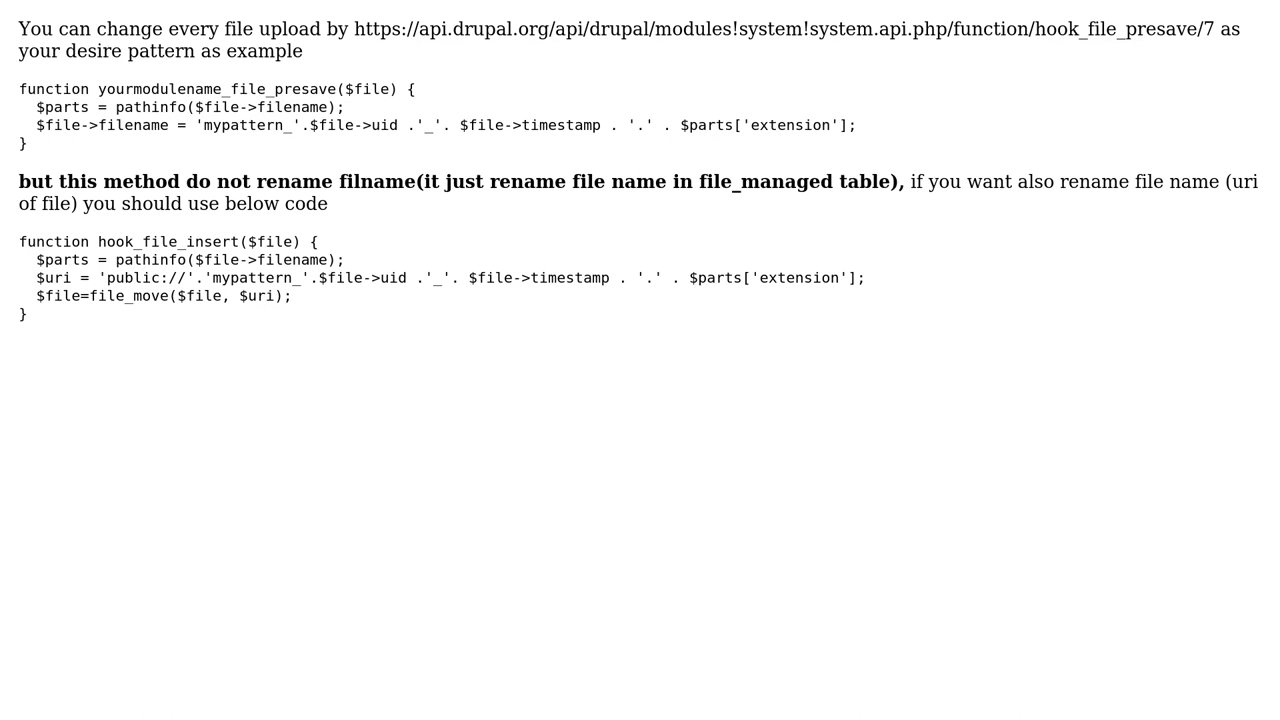 You can change every file upload by https://api.drupal.org/api/drupal/modules!system!system.api.php/function/hook_file_presave/7 as
your desire pattern as example
function yourmodulename_file_presave($file) {
  $parts = pathinfo($file->filename);
  $file->filename = 'mypattern_'.$file->uid .'_'. $file->timestamp . '.' . $parts['extension'];
}
but this method do not rename filname(it just rename file name in file_managed table), if you want also rename file name (uri
of file) you should use below code
function hook_file_insert($file) {
  $parts = pathinfo($file->filename);
  $uri = 'public://'.'mypattern_'.$file->uid .'_'. $file->timestamp . '.' . $parts['extension'];
  $file=file_move($file, $uri);
}